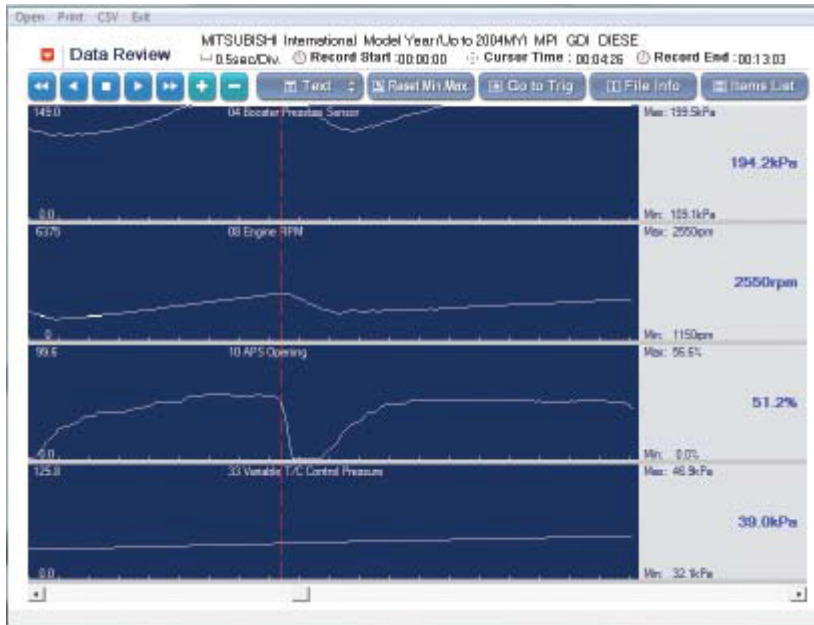 Open Print CSV Exit
Data Review
MITSUBISHI International Model Year/Up to 2004MY/ MPI GDI DIESE
0.5sec/Div. Record Start :00:00:00 Cursor Time : 00:04:26 Record End :00:13:03
Text Reset Min.Max. Go to Trig File Info Items List
149.0 04 Booster Pressbss Sensor Max: 199.5kPa
194.2kPa
0.0 Min: 109.1kPa
6375 08 Engine RPM Max: 2550rpm
2550rpm
0 Min: 1150rpm
99.6 10 APS Opening Max: 56.6%
51.2%
0.0 Min: 0.0%
125.8 33 Variable T/C Control Pressure Max: 46.9kPa
39.0kPa
0.0 Min: 32.1kPa